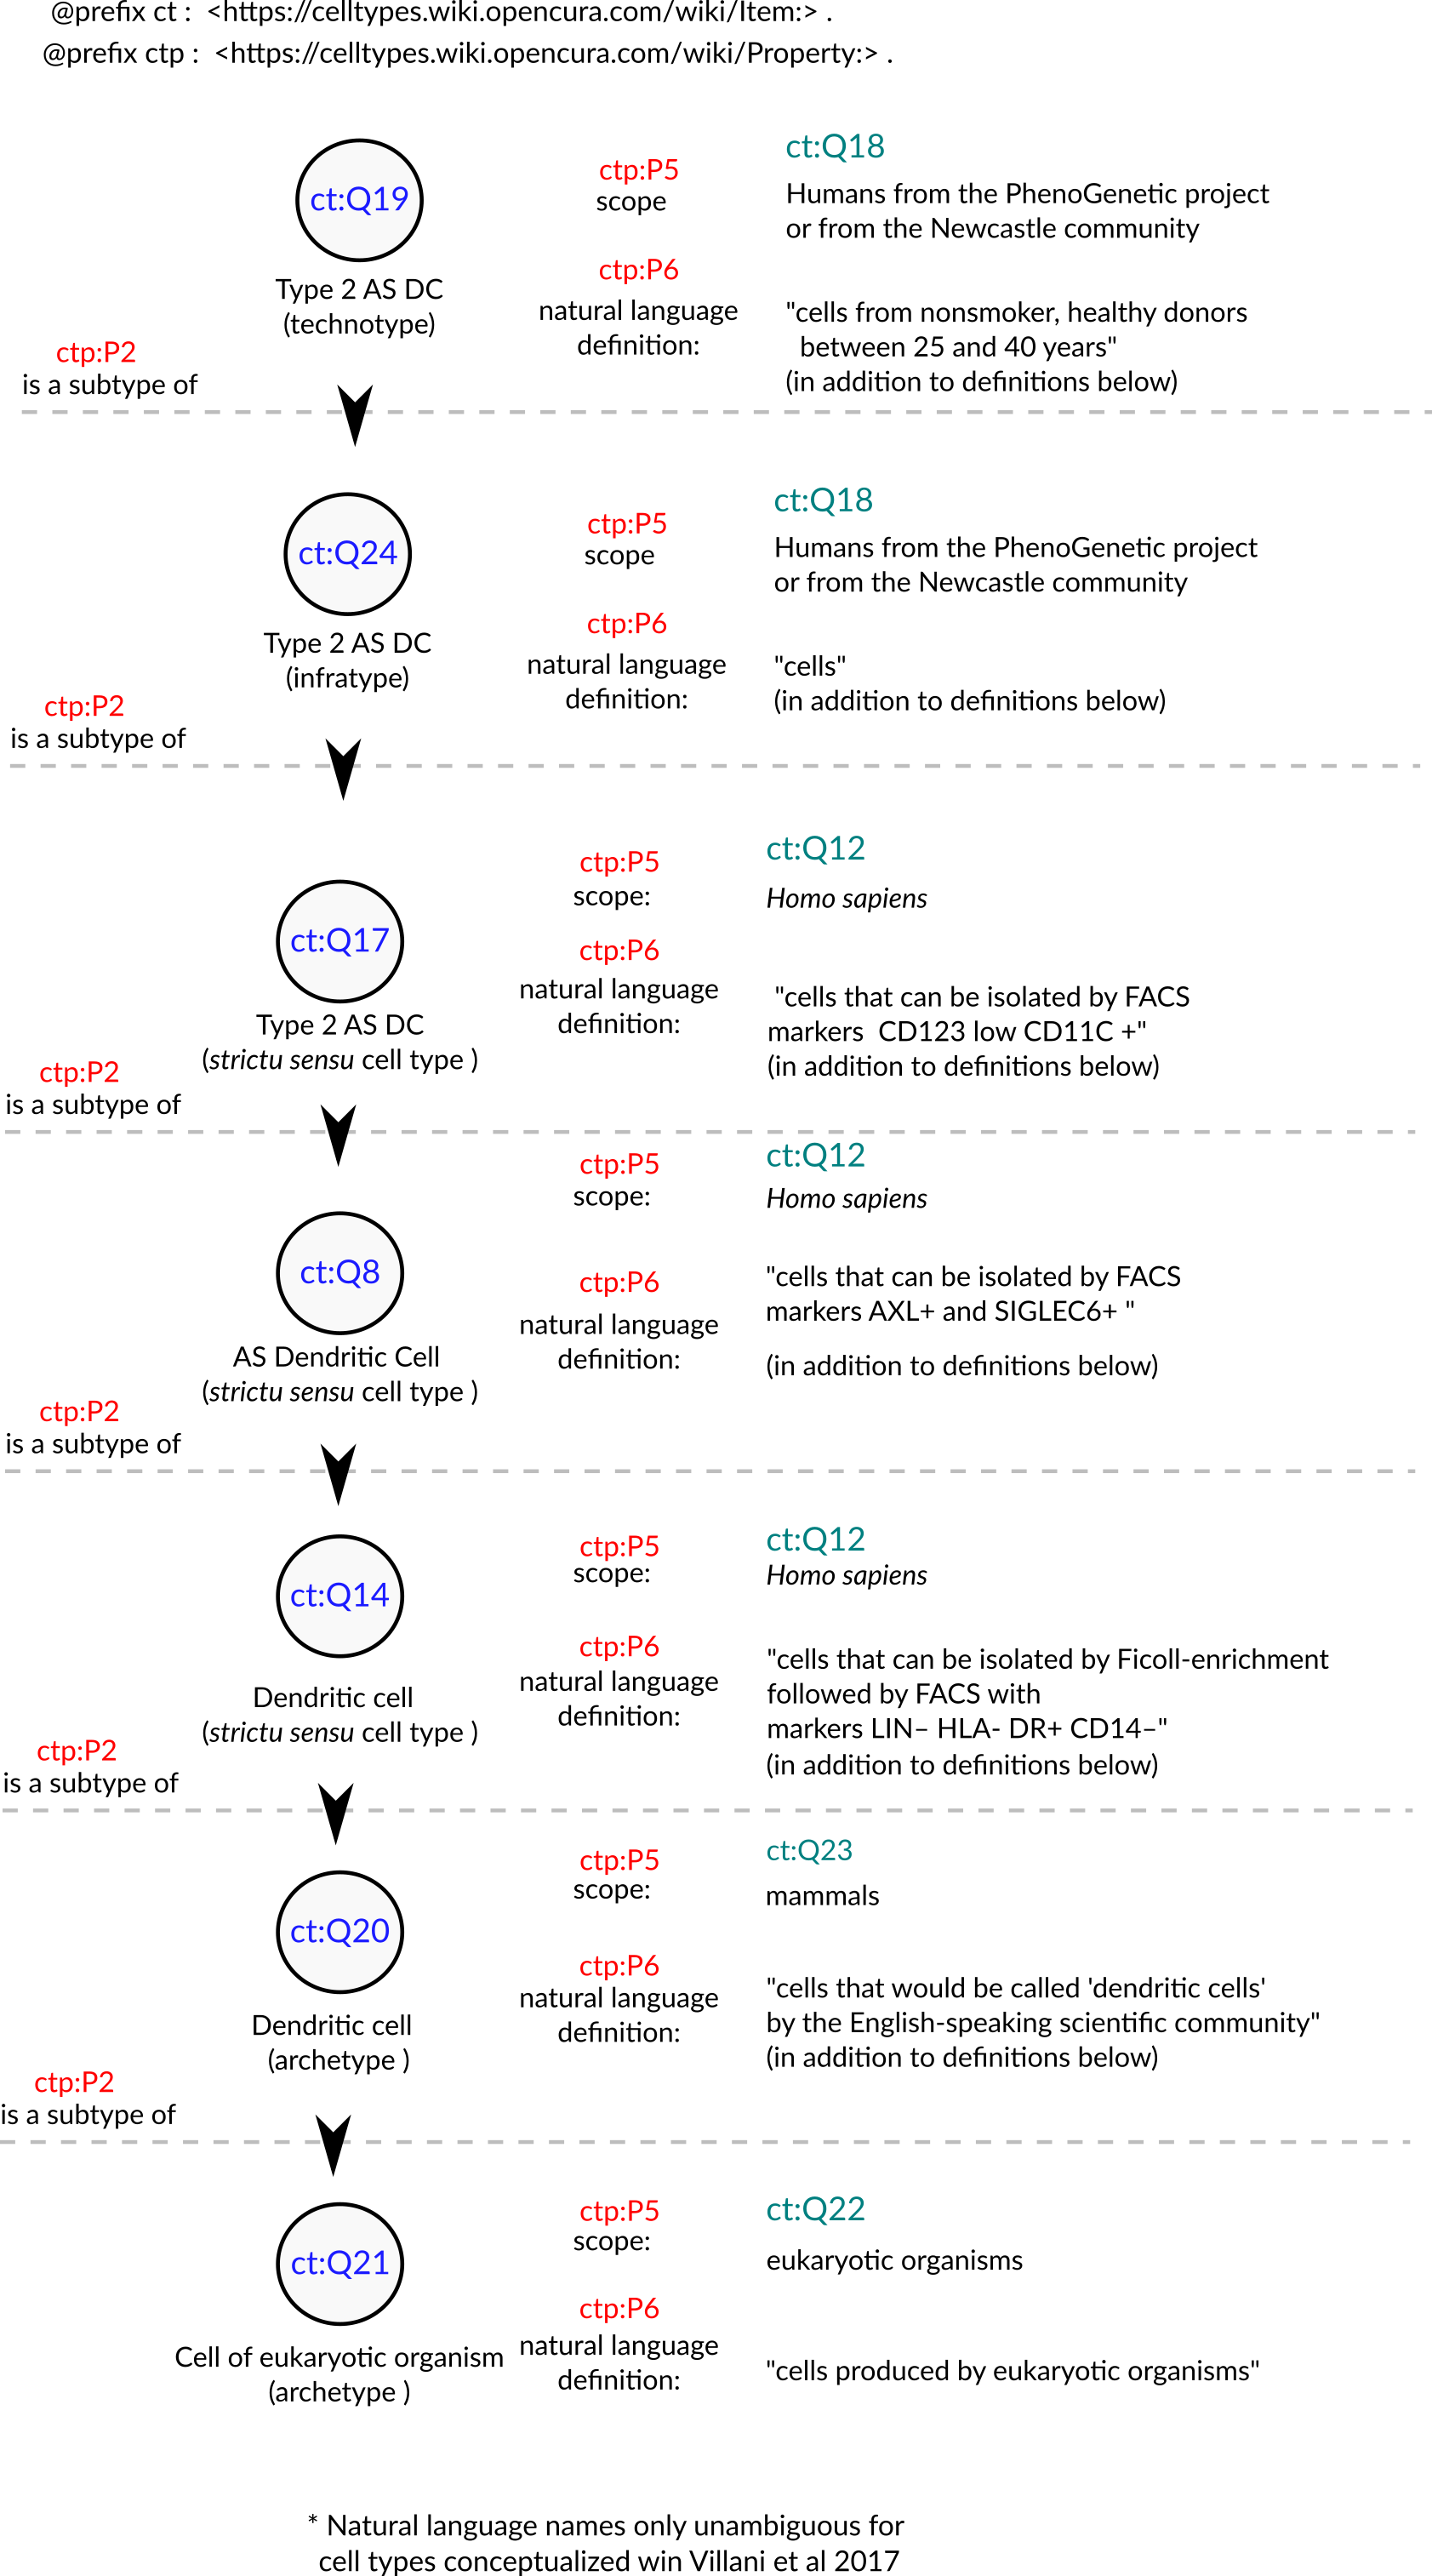 @prefix ct : <https://celltypes.wiki.opencura.com/wiki/Item:> .
@prefix ctp : <https://celltypes.wiki.opencura.com/wiki/Property:> .
ct:Q19
Type 2 AS DC
(technotype)
ctp:P5
scope
ct:Q18
Humans from the PhenoGenetic project
or from the Newcastle community
ctp:P6
natural language
definition:
"cells from nonsmoker, healthy donors
between 25 and 40 years"
(in addition to definitions below)
ctp:P2
is a subtype of
ct:Q24
Type 2 AS DC
(infratype)
ctp:P5
scope
ct:Q18
Humans from the PhenoGenetic project
or from the Newcastle community
ctp:P6
natural language
definition:
"cells"
(in addition to definitions below)
ctp:P2
is a subtype of
ct:Q17
Type 2 AS DC
(strictu sensu cell type )
ctp:P5
scope:
ct:Q12
Homo sapiens
ctp:P6
natural language
definition:
"cells that can be isolated by FACS
markers CD123 low CD11C +"
(in addition to definitions below)
ctp:P2
is a subtype of
ct:Q8
AS Dendritic Cell
(strictu sensu cell type )
ctp:P5
scope:
ct:Q12
Homo sapiens
ctp:P6
natural language
definition:
"cells that can be isolated by FACS
markers AXL+ and SIGLEC6+ "
(in addition to definitions below)
ctp:P2
is a subtype of
ct:Q14
Dendritic cell
(strictu sensu cell type )
ctp:P5
scope:
ct:Q12
Homo sapiens
ctp:P6
natural language
definition:
"cells that can be isolated by Ficoll-enrichment
followed by FACS with
markers LIN– HLA- DR+ CD14–"
(in addition to definitions below)
ctp:P2
is a subtype of
ct:Q20
Dendritic cell
(archetype )
ctp:P5
scope:
ct:Q23
mammals
ctp:P6
natural language
definition:
"cells that would be called 'dendritic cells'
by the English-speaking scientific community"
(in addition to definitions below)
ctp:P2
is a subtype of
ct:Q21
Cell of eukaryotic organism
(archetype )
ctp:P5
scope:
ct:Q22
eukaryotic organisms
ctp:P6
natural language
definition:
"cells produced by eukaryotic organisms"
* Natural language names only unambiguous for
cell types conceptualized win Villani et al 2017